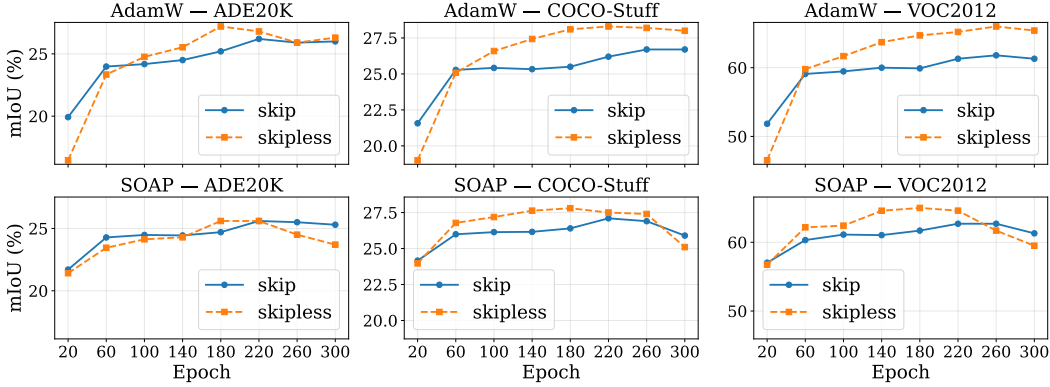 AdamW — ADE20K
AdamW — COCO-Stuff
AdamW — VOC2012
mIoU (%)
25
20
skip
skipless
27.5
25.0
22.5
20.0
skip
skipless
60
50
skip
skipless
SOAP — ADE20K
SOAP — COCO-Stuff
SOAP — VOC2012
mIoU (%)
25
20
skip
skipless
20 60 100 140 180 220 260 300
Epoch
27.5
25.0
22.5
20.0
skip
skipless
20 60 100 140 180 220 260 300
Epoch
60
50
skip
skipless
20 60 100 140 180 220 260 300
Epoch